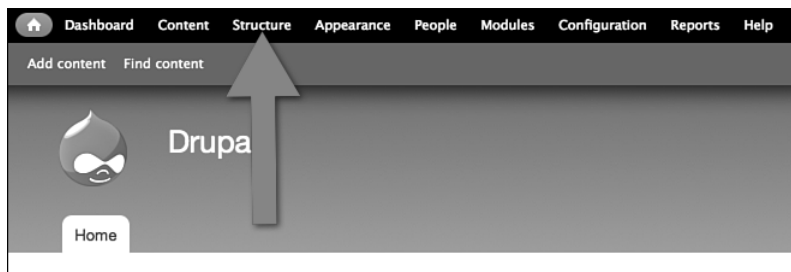 Dashboard Content Structure Appearance People Modules Configuration Reports Help
Add content Find content
Drupa
Home